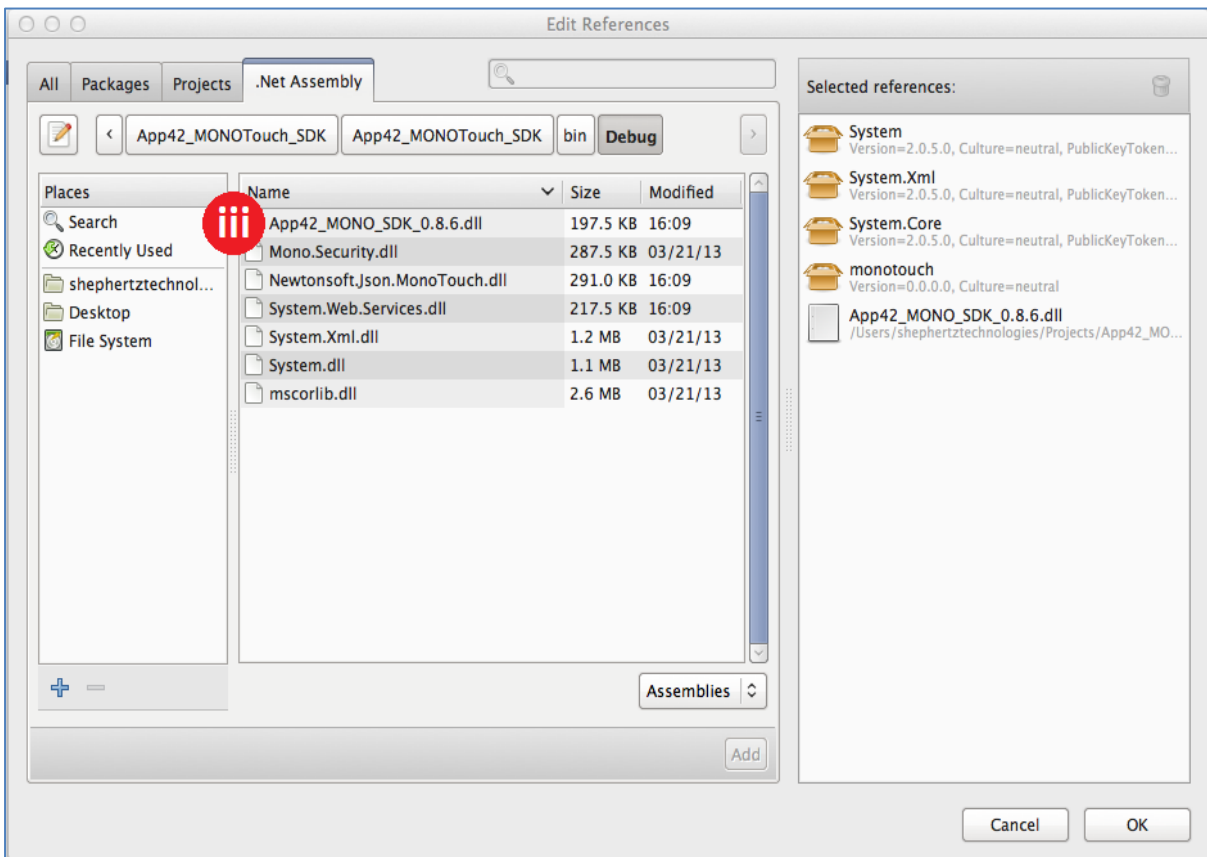 Edit References
All Packages Projects .Net Assembly
App42_MONOTouch_SDK App42_MONOTouch_SDK bin Debug
Places
Search
Recently Used
shephertztechnol...
Desktop
File System
iii
Name Size Modified
App42_MONO_SDK_0.8.6.dll 197.5 KB 16:09
Mono.Security.dll 287.5 KB 03/21/13
Newtonsoft.Json.MonoTouch.dll 291.0 KB 16:09
System.Web.Services.dll 217.5 KB 16:09
System.Xml.dll 1.2 MB 03/21/13
System.dll 1.1 MB 03/21/13
mscorlib.dll 2.6 MB 03/21/13
Assemblies
Add
Selected references:
System
Version=2.0.5.0, Culture=neutral, PublicKeyToken...
System.Xml
Version=2.0.5.0, Culture=neutral, PublicKeyToken...
System.Core
Version=2.0.5.0, Culture=neutral, PublicKeyToken...
monotouch
Version=0.0.0.0, Culture=neutral
App42_MONO_SDK_0.8.6.dll
/Users/shephertztechnologies/Projects/App42_MO...
Cancel OK